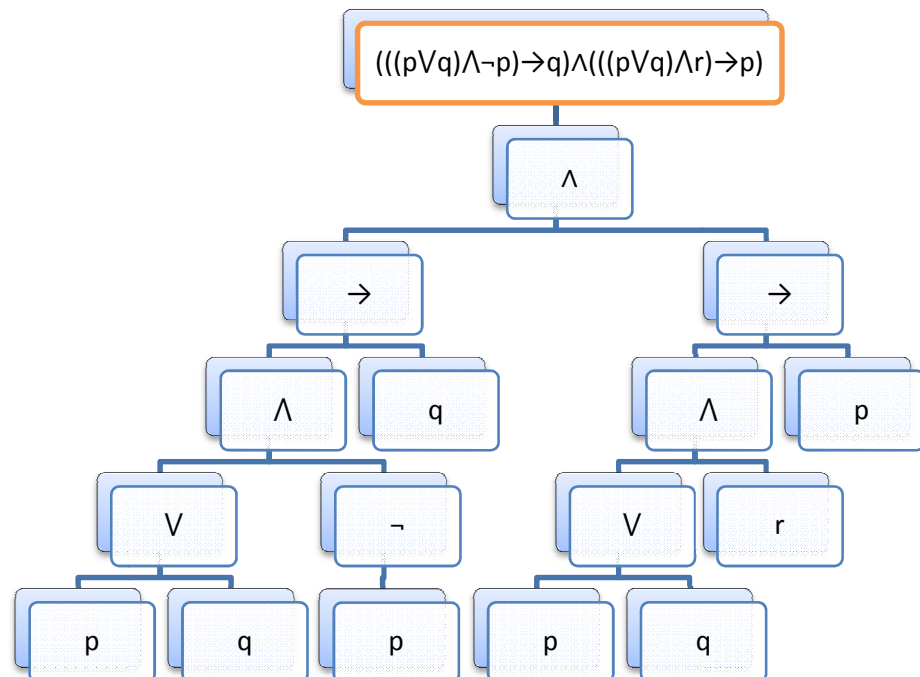 (((p⋁q)⋀¬p)→q)∧(((p⋁q)⋀r)→p)
∧
→ →
⋀ q ⋀ p
⋁ ¬ ⋁ r
p q p p q